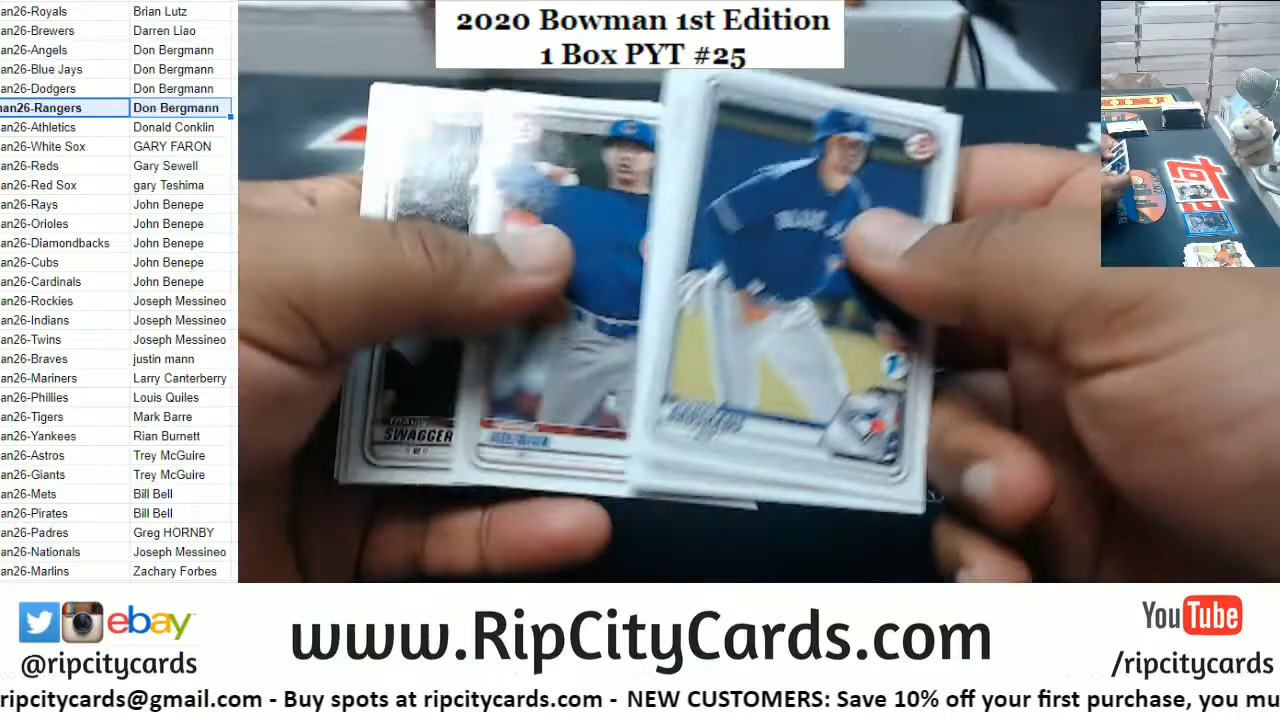 an26-Royals Brian Lutz
an26-Brewers Darren Liao
an26-Angels Don Bergmann
an26-Blue Jays Don Bergmann
an26-Dodgers Don Bergmann
nan26-Rangers Don Bergmann
an26-Athletics Donald Conklin
an26-White Sox GARY FARON
an26-Reds Gary Sewell
an26-Red Sox gary Teshima
an26-Rays John Benepe
an26-Orioles John Benepe
an26-Diamondbacks John Benepe
an26-Cubs John Benepe
an26-Cardinals John Benepe
an26-Rockies Joseph Messineo
an26-Indians Joseph Messineo
an26-Twins Joseph Messineo
an26-Braves justin mann
an26-Mariners Larry Canterberry
an26-Phillies Louis Quiles
an26-Tigers Mark Barre
an26-Yankees Rian Burnett
an26-Astros Trey McGuire
an26-Giants Trey McGuire
an26-Mets Bill Bell
an26-Pirates Bill Bell
an26-Padres Greg HORNBY
an26-Nationals Joseph Messineo
an26-Marlins Zachary Forbes
2020 Bowman 1st Edition
1 Box PYT #25
SWAGGER
ebay
@ripcitycards
www.RipCityCards.com
YouTube
/ripcitycards
ripcitycards@gmail.com - Buy spots at ripcitycards.com - NEW CUSTOMERS: Save 10% off your first purchase, you mu